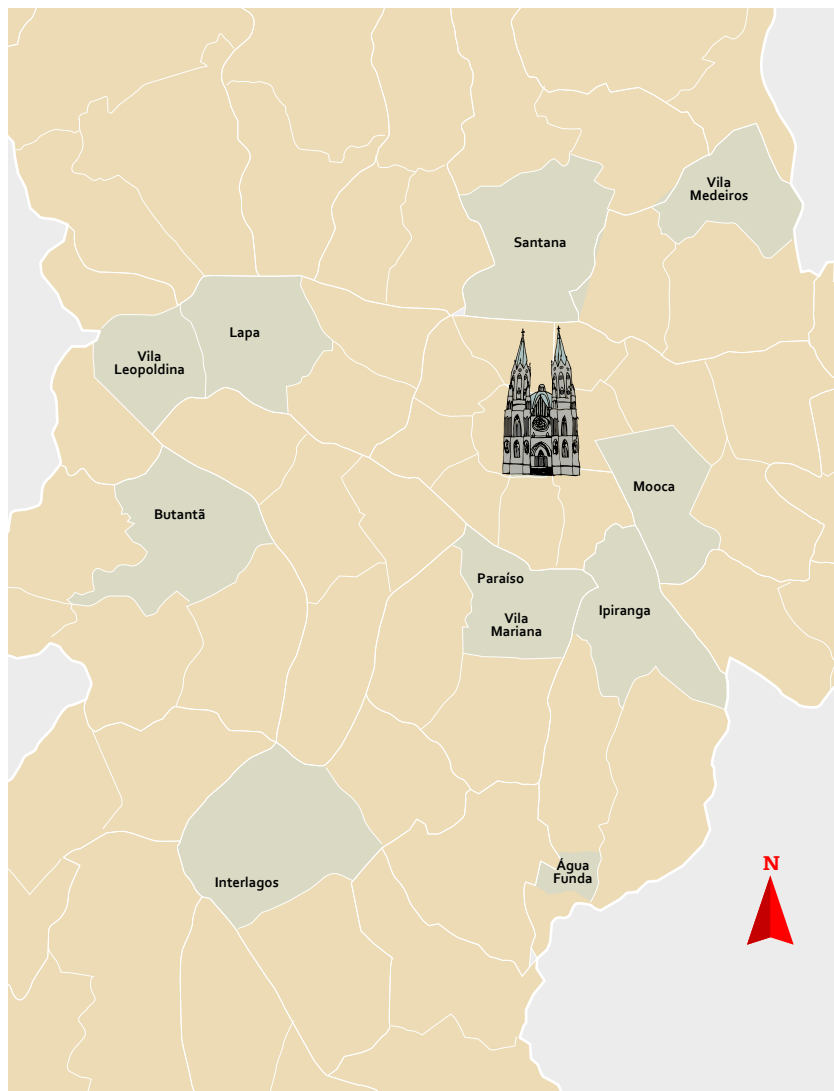 Vila
Medeiros
Santana
Lapa
Vila
Leopoldina
Mooca
Butantã
Paraíso
Vila
Mariana
Ipiranga
Água
Funda
Interlagos
N